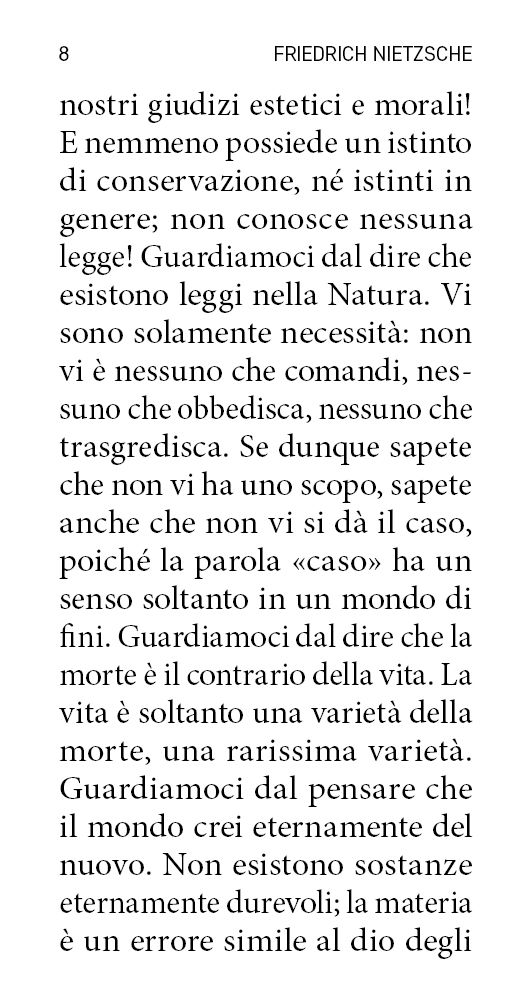 8 FRIEDRICH NIETZSCHE
nostri giudizi estetici e morali!
E nemmeno possiede un istinto
di conservazione, né istinti in
genere; non conosce nessuna
legge! Guardiamoci dal dire che
esistono leggi nella Natura. Vi
sono solamente necessità: non
vi è nessuno che comandi, nes-
suno che obbedisca, nessuno che
trasgredisca. Se dunque sapete
che non vi ha uno scopo, sapete
anche che non vi si dà il caso,
poiché la parola «caso» ha un
senso soltanto in un mondo di
fini. Guardiamoci dal dire che la
morte è il contrario della vita. La
vita è soltanto una varietà della
morte, una rarissima varietà.
Guardiamoci dal pensare che
il mondo crei eternamente del
nuovo. Non esistono sostanze
eternamente durevoli; la materia
è un errore simile al dio degli